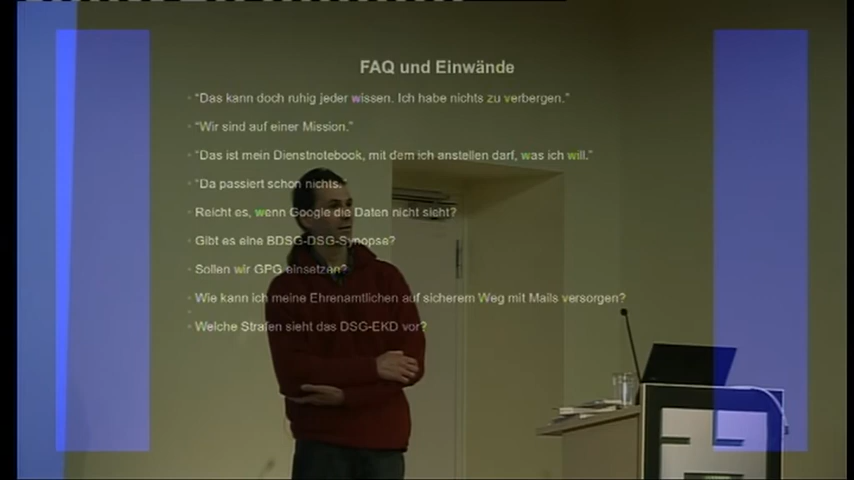 FAQ und Einwände
"Das kann doch ruhig jeder wissen. Ich habe nichts zu verbergen."
"Wir sind auf einer Mission."
"Das ist mein Dienstnotebook, mit dem ich anstellen darf, was ich will."
"Da passiert schon nichts."
Reicht es, wenn Google die Daten nicht sieht?
Gibt es eine BDSG-DSG-Synopse?
Sollen wir GPG einsetzen?
Wie kann ich meine Ehrenamtlichen auf sicherem Weg mit Mails versorgen?
Welche Strafen sieht das DSG-EKD vor?